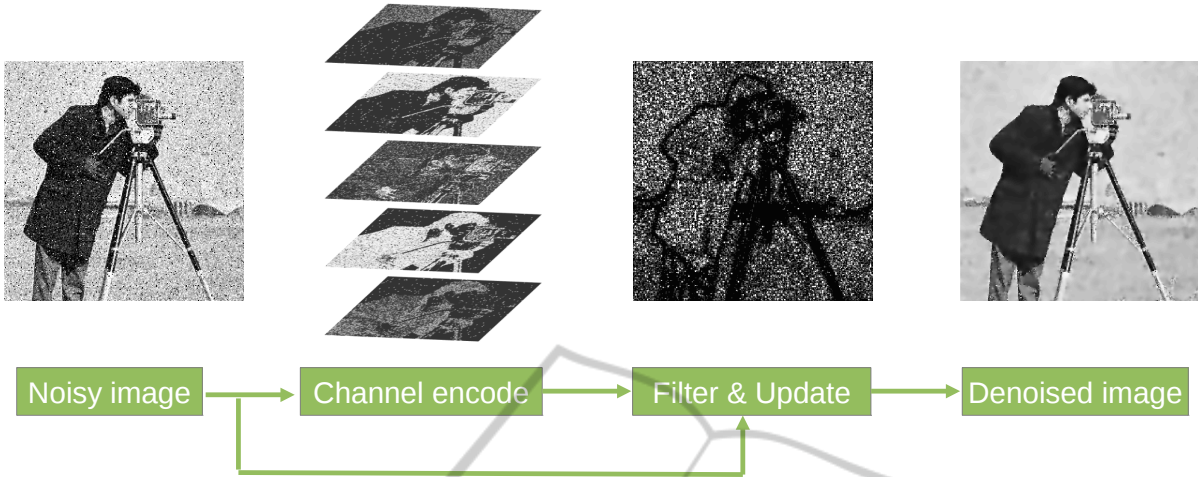 Noisy image
Channel encode
Filter & Update
Denoised image